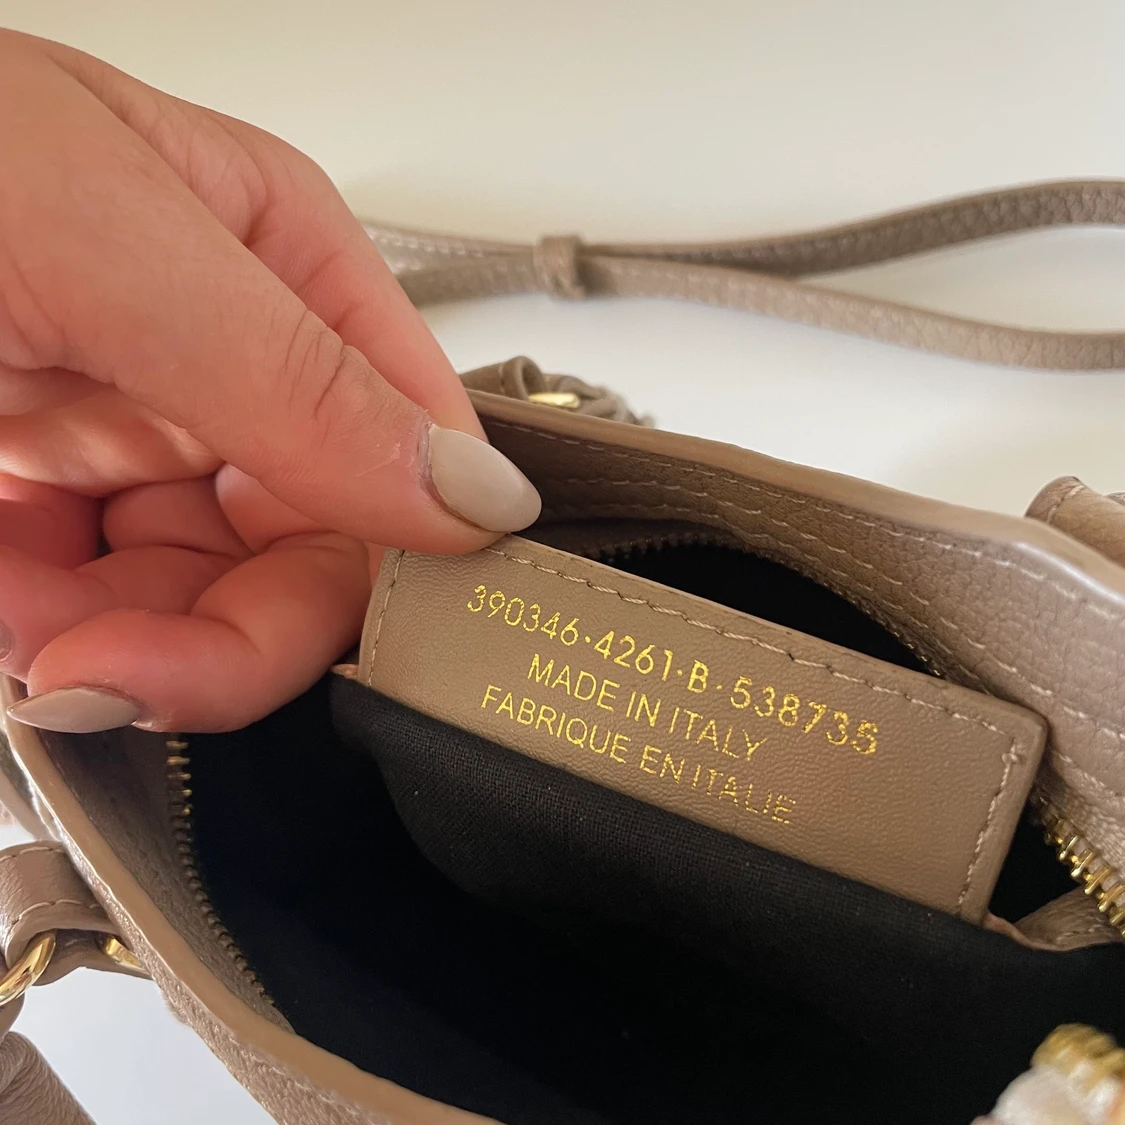 390346·4261·B·538735
MADE IN ITALY
FABRIQUE EN ITALIE